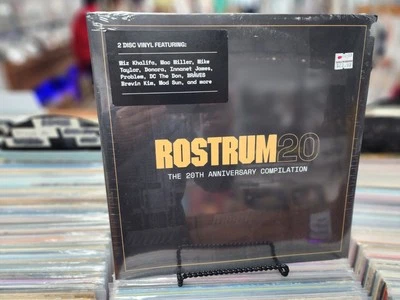 2 DISC VINYL FEATURING:
Wiz Khalifa, Mac Miller, Mike
Taylor, Donora, Innanet James,
Problem, DC The Don, BRÅVES
Brevin Kim, Mod Sun, and more
ROSTRUM20
THE 20TH ANNIVERSARY COMPILATION